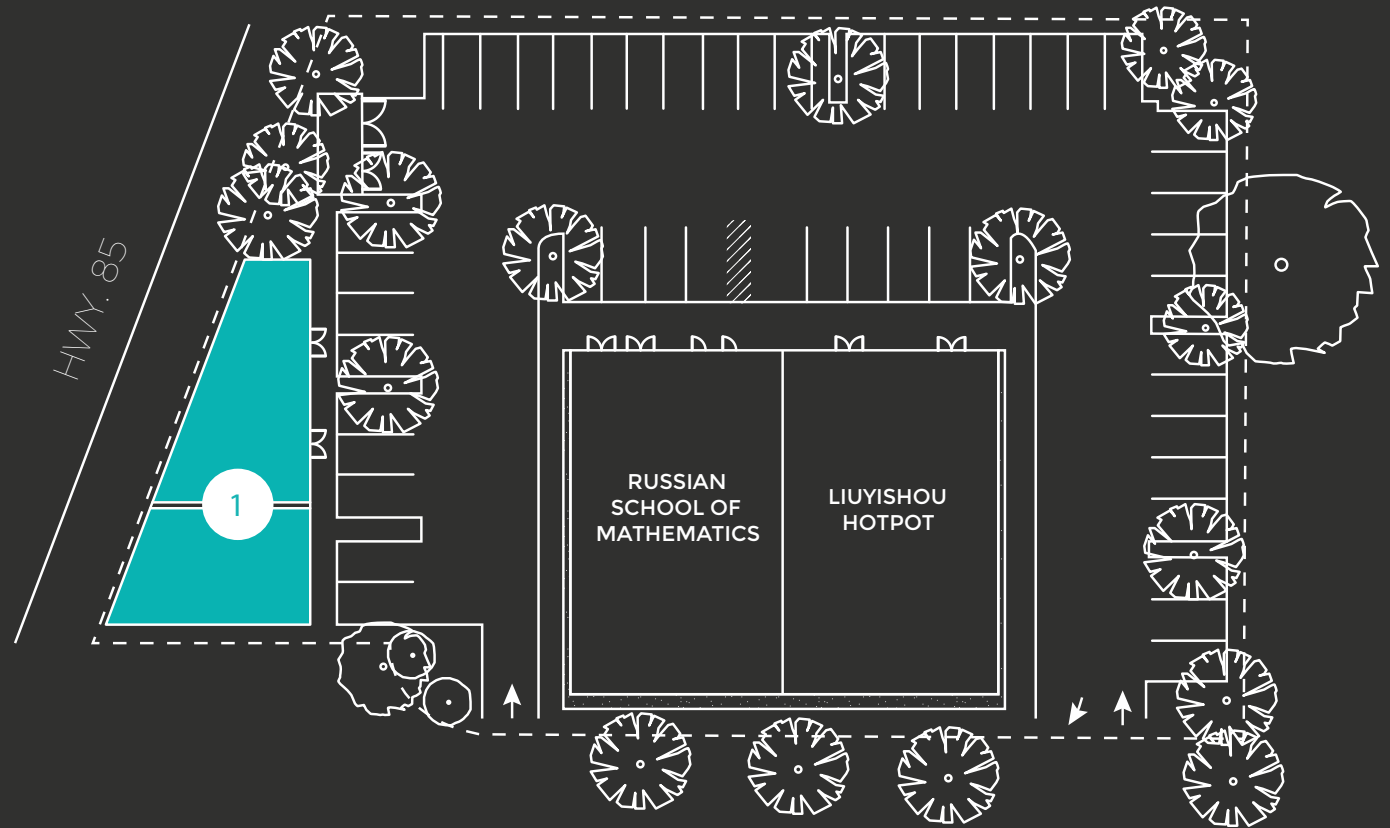 HWY. 85
1
RUSSIAN
SCHOOL OF
MATHEMATICS
LIUYISHOU
HOTPOT